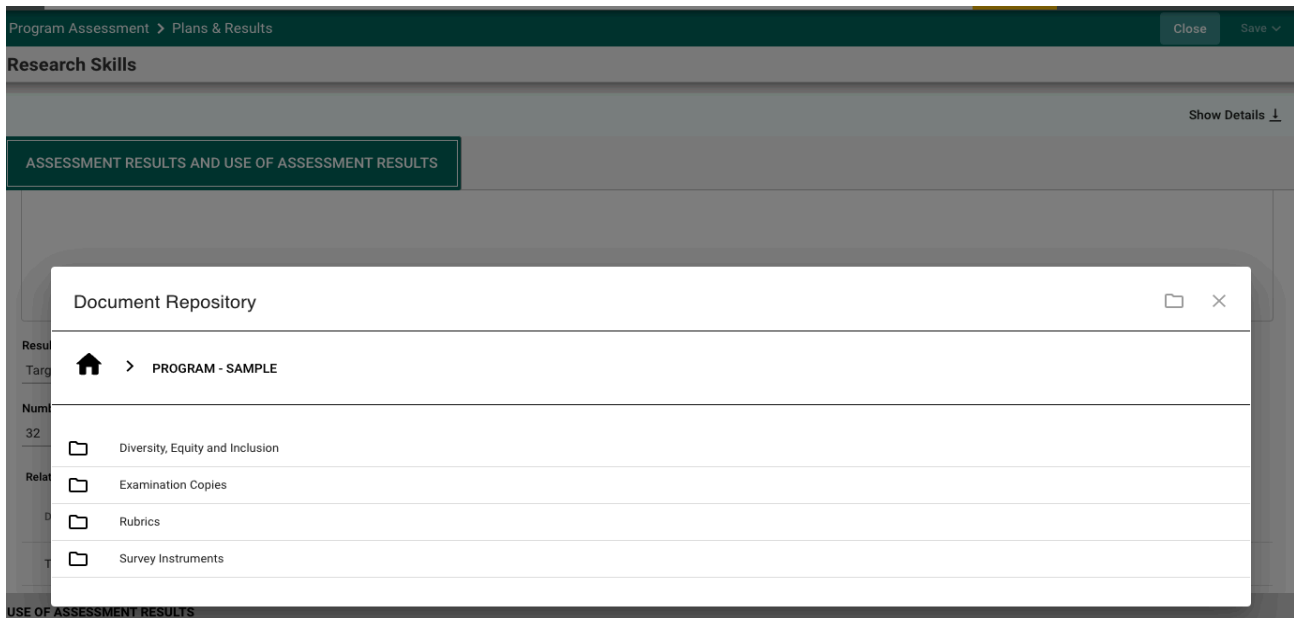 Program Assessment > Plans & Results
Close
Save
Research Skills
Show Details
ASSESSMENT RESULTS AND USE OF ASSESSMENT RESULTS
Document Repository
PROGRAM - SAMPLE
32
Diversity, Equity and Inclusion
Examination Copies
Rubrics
Survey Instruments
USE OF ASSESSMENT RESULTS